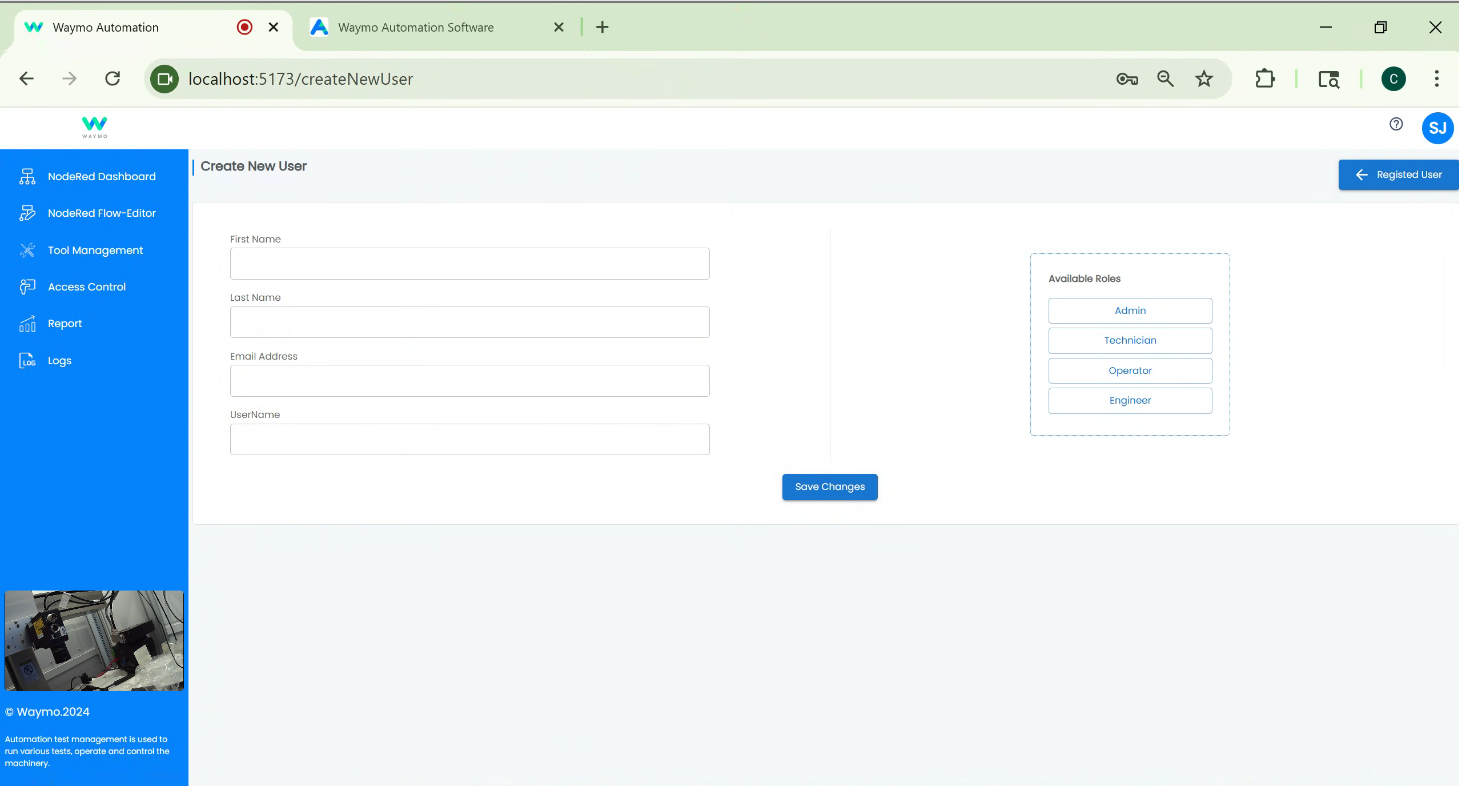 Waymo Automation
Waymo Automation Software
localhost:5173/createNewUser
C
WAYMO
SJ
NodeRed Dashboard
NodeRed Flow-Editor
Tool Management
Access Control
Report
LOG
Logs
© Waymo.2024
Automation test management is used to
run various tests, operate and control the
machinery.
Create New User
Registed User
First Name
Last Name
Email Address
UserName
Available Roles
Admin
Technician
Operator
Engineer
Save Changes